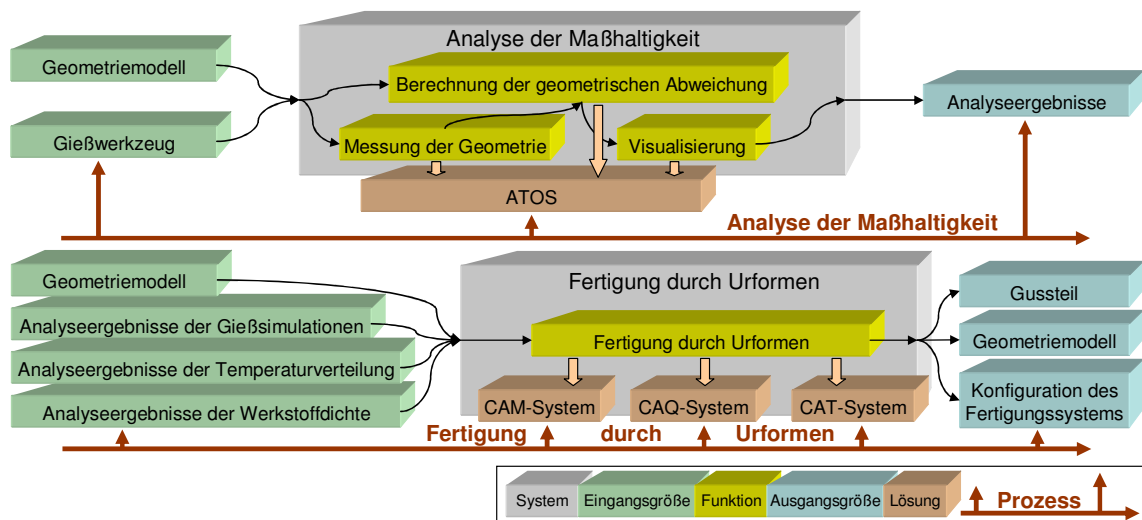 Analyse der Maßhaltigkeit
Geometriemodell
Berechnung der geometrischen Abweichung
Analyseergebnisse
Gießwerkzeug
Messung der Geometrie
Visualisierung
ATOS
Analyse der Maßhaltigkeit
Geometriemodell
Fertigung durch Urformen
Gussteil
Analyseergebnisse der Gießsimulationen
Fertigung durch Urformen
Geometriemodell
Analyseergebnisse der Temperaturverteilung
Analyseergebnisse der Werkstoffdichte
CAM-System
CAQ-System
CAT-System
Konfiguration des
Fertigungssystems
Fertigung durch Urformen
System
Eingangsgröße
Funktion
Ausgangsgröße
Lösung
Prozess